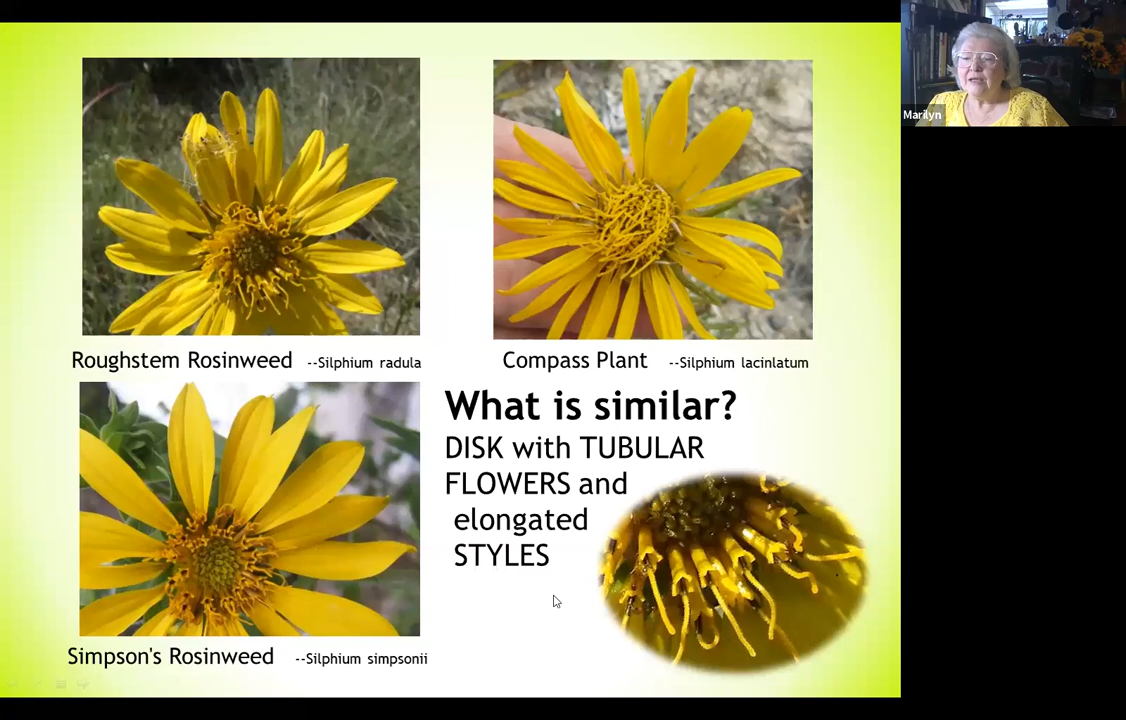 Marilyn
Roughstem Rosinweed --Silphium radula
Compass Plant --Silphium lacinlatum
What is similar?
DISK with TUBULAR
FLOWERS and
elongated
STYLES
Simpson's Rosinweed --Silphium simpsonii